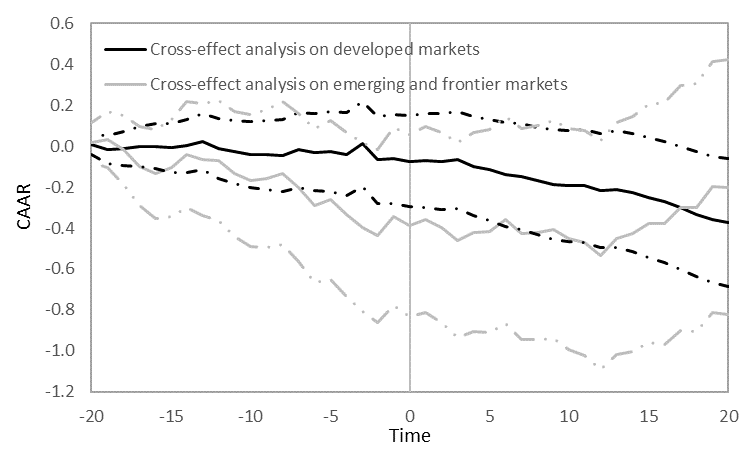 0.6
Cross-effect analysis on developed markets
0.4
Cross-effect analysis on emerging and frontier markets
0.2
0.0
-0.2
CAAR
-0.4
-0.6
-0.8
-1.0
-1.2
-20 -15 -10 -5 0 5 10 15 20
Time